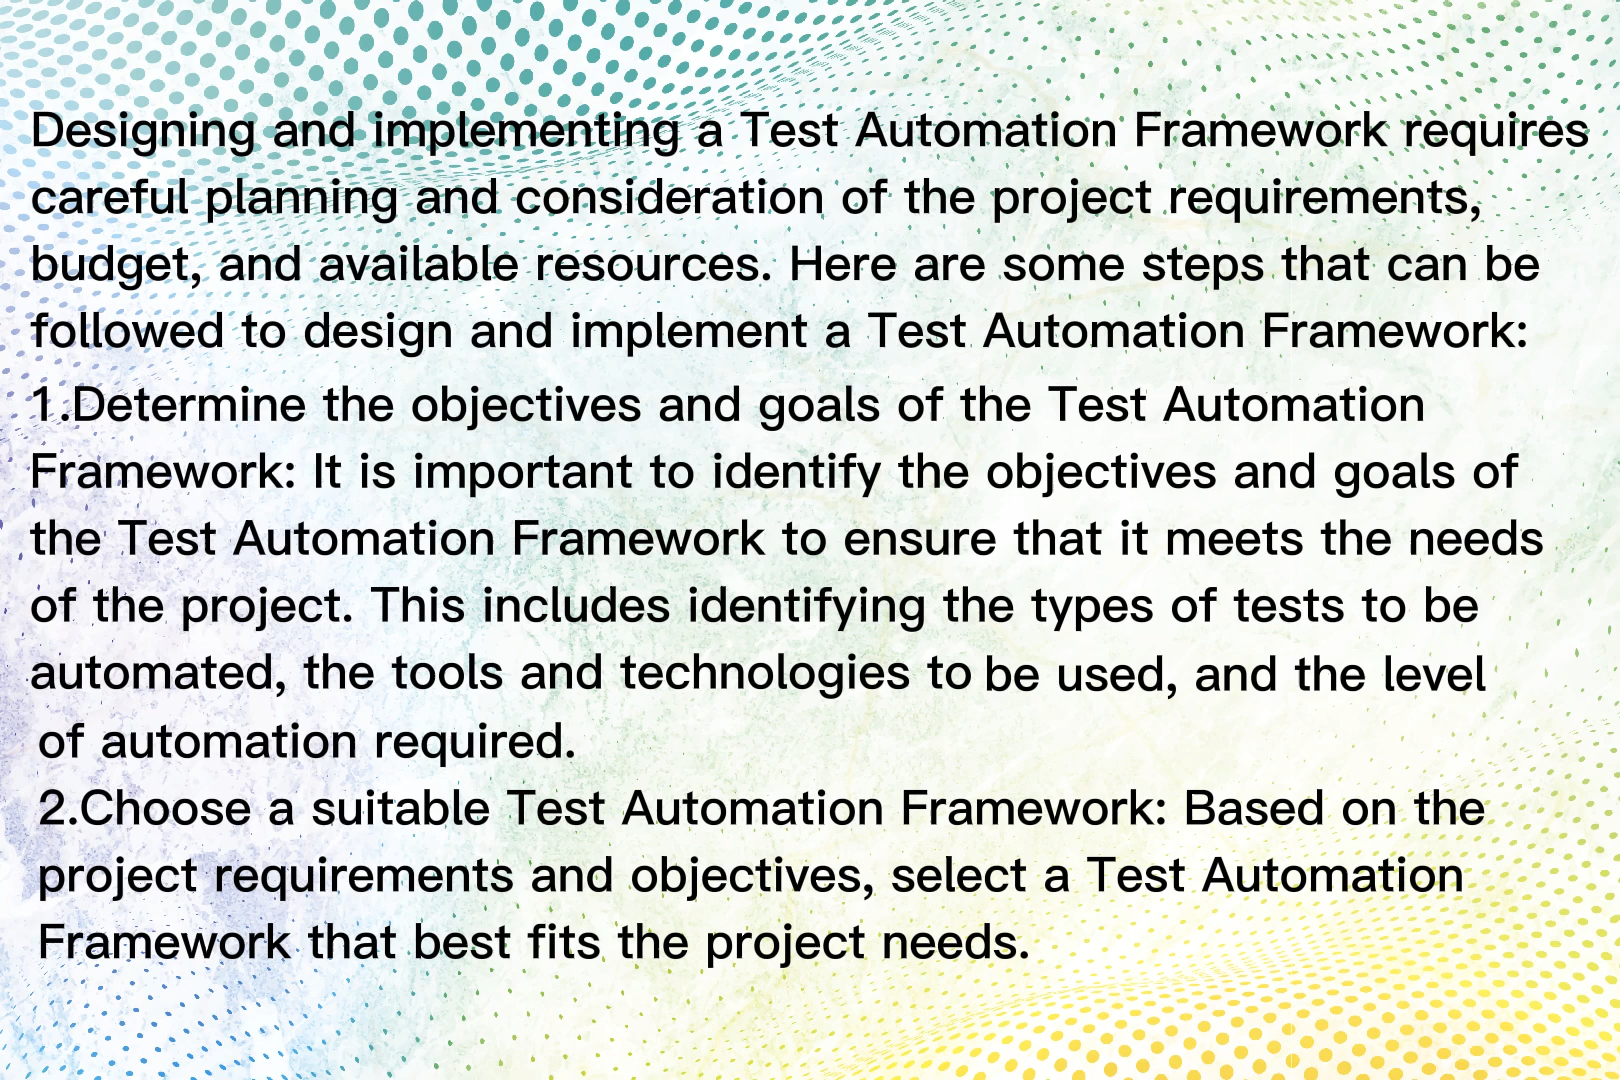 Designing and implementing a Test Automation Framework requires
careful planning and consideration of the project requirements,
budget, and available resources. Here are some steps that can be
followed to design and implement a Test Automation Framework:
1.Determine the objectives and goals of the Test Automation
Framework: It is important to identify the objectives and goals of
the Test Automation Framework to ensure that it meets the needs
of the project. This includes identifying the types of tests to be
automated, the tools and technologies to be used, and the level
of automation required.
2.Choose a suitable Test Automation Framework: Based on the
project requirements and objectives, select a Test Automation
Framework that best fits the project needs.